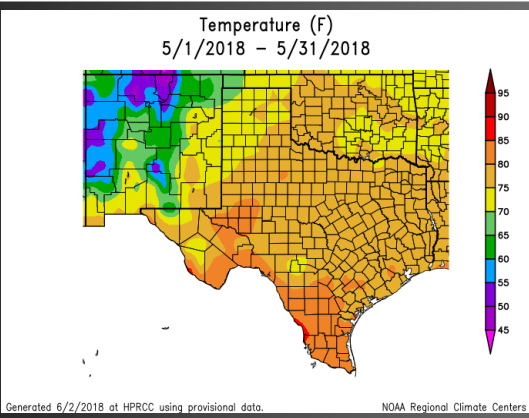 Temperature (F)
5/1/2018 – 5/31/2018
95
90
85
80
75
70
65
60
55
50
45
Generated 6/2/2018 at HPRCC using provisional data.
NOAA Regional Climate Centers